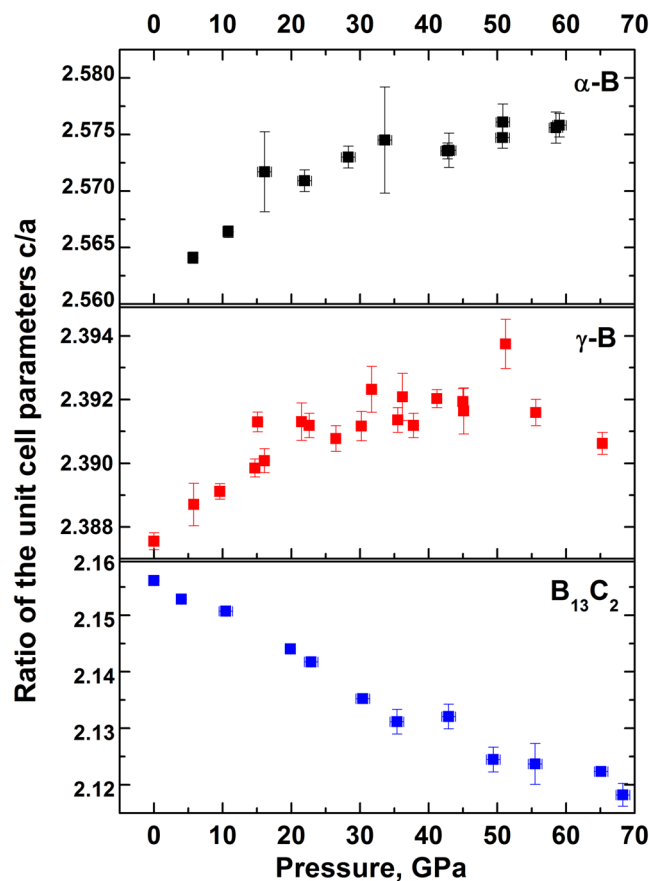 0 10 20 30 40 50 60 70
2.580
α-B
2.575
2.570
2.565
2.560
2.394
γ-B
2.392
2.390
2.388
2.16
B₁₃C₂
2.15
2.14
2.13
2.12
0 10 20 30 40 50 60 70
Pressure, GPa
Ratio of the unit cell parameters c/a